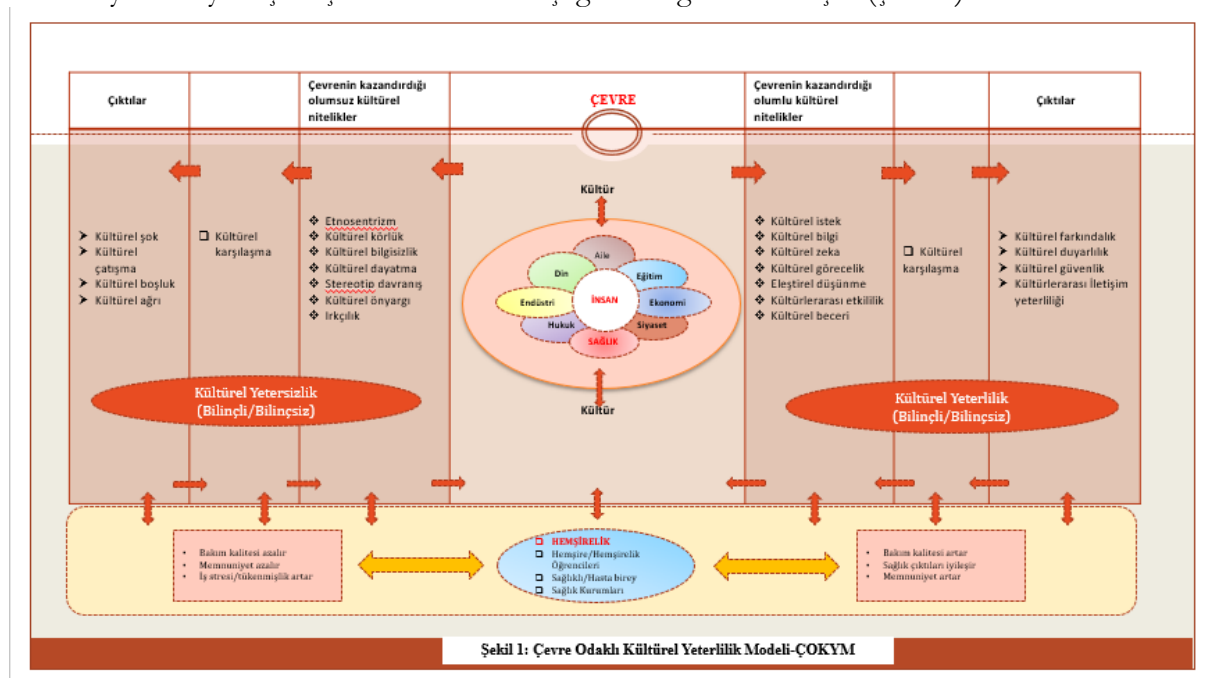 Çıktılar
Çevrenin kazandırdığı
olumsuz kültürel
nitelikler
ÇEVRE
Çevrenin kazandırdığı
olumlu kültürel
nitelikler
Çıktılar
➤ Kültürel şok
➤ Kültürel
çatışma
➤ Kültürel boşluk
➤ Kültürel ağrı
❑ Kültürel
karşılaşma
❖ Etnosentrizm
❖ Kültürel körlük
❖ Kültürel bilgisizlik
❖ Kültürel dayatma
❖ Stereotip davranış
❖ Kültürel önyargı
❖ Irkçılık
Kültür
Aile
Din
Eğitim
Endüstri
İNSAN
Ekonomi
Hukuk
Siyaset
SAĞLIK
Kültür
❖ Kültürel istek
❖ Kültürel bilgi
❖ Kültürel zeka
❖ Kültürel görecelik
❖ Eleştirel düşünme
❖ Kültürlerarası etkililik
❖ Kültürel beceri
❑ Kültürel
karşılaşma
➤ Kültürel farkındalık
➤ Kültürel duyarlılık
➤ Kültürel güvenlik
➤ Kültürlerarası İletişim
yeterliliği
Kültürel Yetersizlik
(Bilinçli/Bilinçsiz)
Kültürel Yeterlilik
(Bilinçli/Bilinçsiz)
• Bakım kalitesi azalır
• Memnuniyet azalır
• İş stresi/tükenmişlik artar
❑ HEMŞİRELİK
❑ Hemşire/Hemşirelik
Öğrencileri
❑ Sağlıklı/Hasta birey
❑ Sağlık Kurumları
• Bakım kalitesi artar
• Sağlık çıktıları iyileşir
• Memnuniyet artar
Şekil 1: Çevre Odaklı Kültürel Yeterlilik Modeli-ÇOKYM